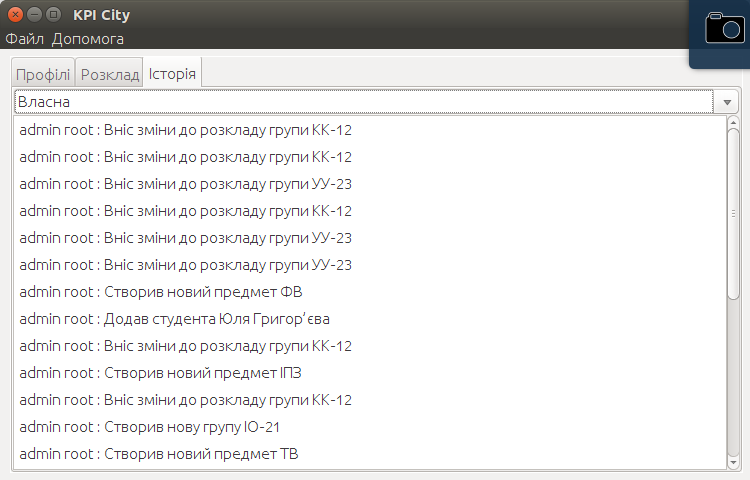 KPI City
Файл Допомога
Профілі Розклад Історія
Власна
admin root : Вніс зміни до розкладу групи КК-12
admin root : Вніс зміни до розкладу групи КК-12
admin root : Вніс зміни до розкладу групи УУ-23
admin root : Вніс зміни до розкладу групи КК-12
admin root : Вніс зміни до розкладу групи УУ-23
admin root : Вніс зміни до розкладу групи УУ-23
admin root : Створив новий предмет ФВ
admin root : Додав студента Юля Григор'єва
admin root : Вніс зміни до розкладу групи КК-12
admin root : Створив новий предмет ІПЗ
admin root : Вніс зміни до розкладу групи КК-12
admin root : Створив нову групу ІО-21
admin root : Створив новий предмет ТВ